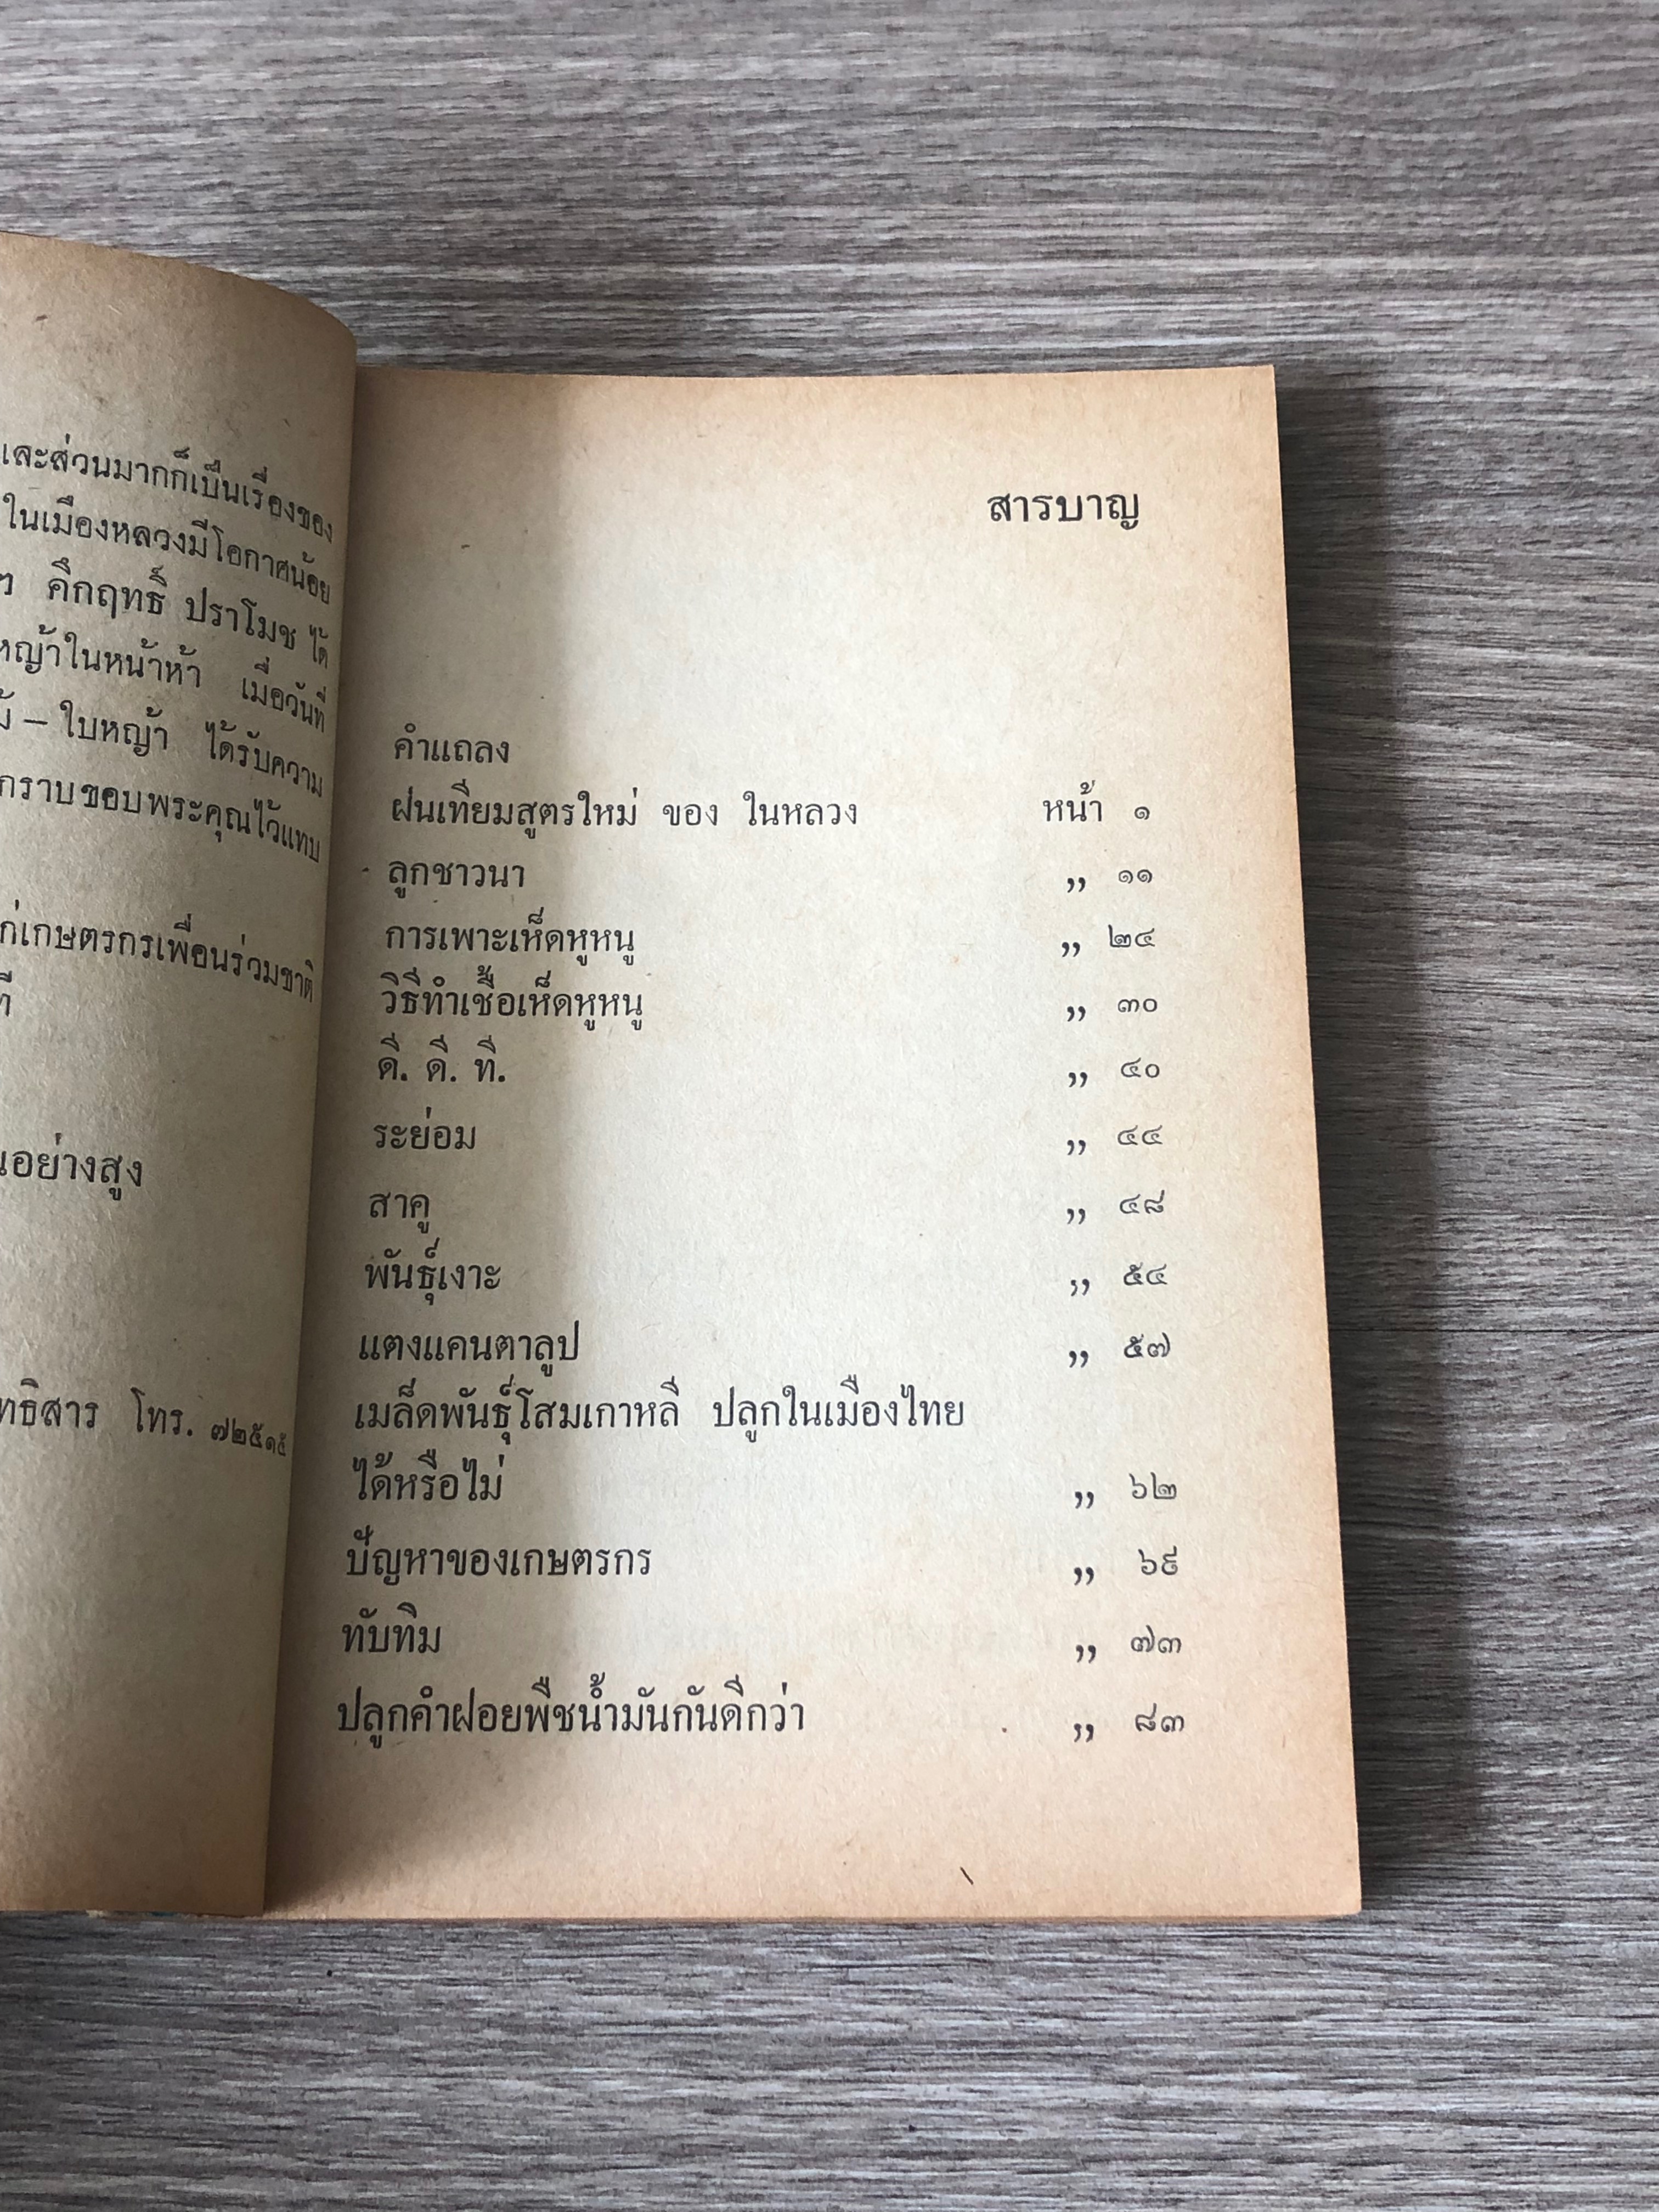 และส่วนมากก็เป็นเรื่องของ
ในเมืองหลวงมีโอกาศน้อย
ๆ คึกฤทธิ์ ปราโมช ได้
หญ้าในหน้าห้า เมื่อวันที่
– ใบหญ้า ได้รับความ
กราบขอบพระคุณไว้แทบ
เกษตรกรเพื่อนร่วมชาติ
อย่างสูง
โทร. ๗๒๕๑๕
สารบาญ
คำแถลง
ฝนเทียมสูตรใหม่ ของ ในหลวง หน้า ๑
ลูกชาวนา ,, ๑๑
การเพาะเห็ดหูหนู ,, ๒๔
วิธีทำเชื้อเห็ดหูหนู ,, ๓๐
ดี. ดี. ที. ,, ๔๐
ระย่อม ,, ๔๔
สาคู ,, ๔๘
พันธุ์เงาะ ,, ๕๔
แตงแคนตาลูป ,, ๕๗
เมล็ดพันธุ์โสมเกาหลี ปลูกในเมืองไทย
ได้หรือไม่ ,, ๖๒
ปัญหาของเกษตรกร ,, ๖๙
ทับทิม ,, ๗๓
ปลูกคำฝอยพืชน้ำมันกันดีกว่า ,, ๘๓